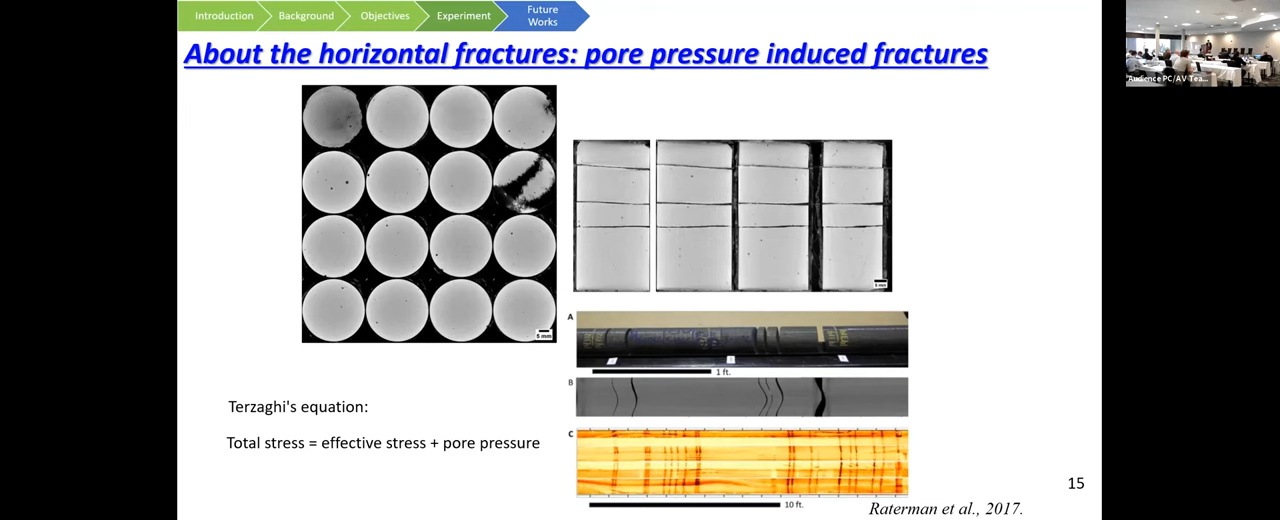 Introduction
Background
Objectives
Experiment
Future
Works
About the horizontal fractures: pore pressure induced fractures
Audience PC/AV Tea...
5 mm
5 mm
A
1 ft.
B
C
10 ft.
Terzaghi's equation:
Total stress = effective stress + pore pressure
15
Raterman et al., 2017.